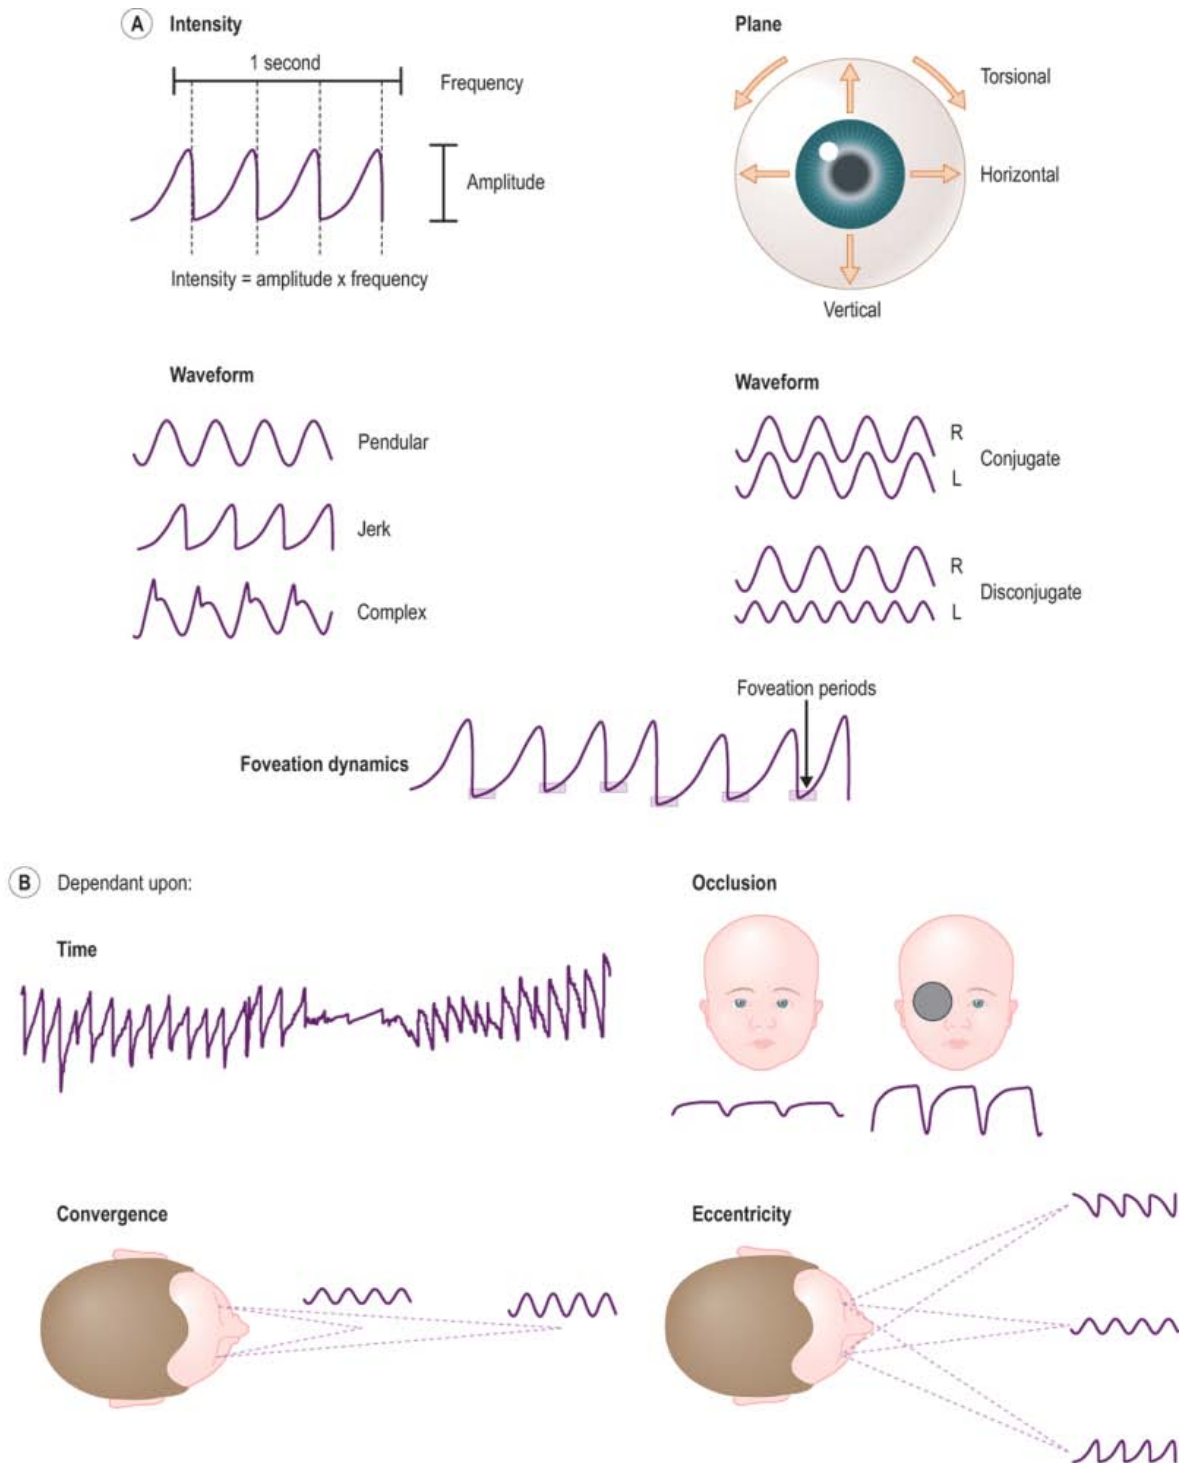 A Intensity
1 second
Frequency
Amplitude
Intensity = amplitude x frequency
Plane
Torsional
Horizontal
Vertical
Waveform
Pendular
Jerk
Complex
Waveform
R
Conjugate
L
R
Disconjugate
L
Foveation periods
Foveation dynamics
B Dependant upon:
Time
Occlusion
Convergence
Eccentricity